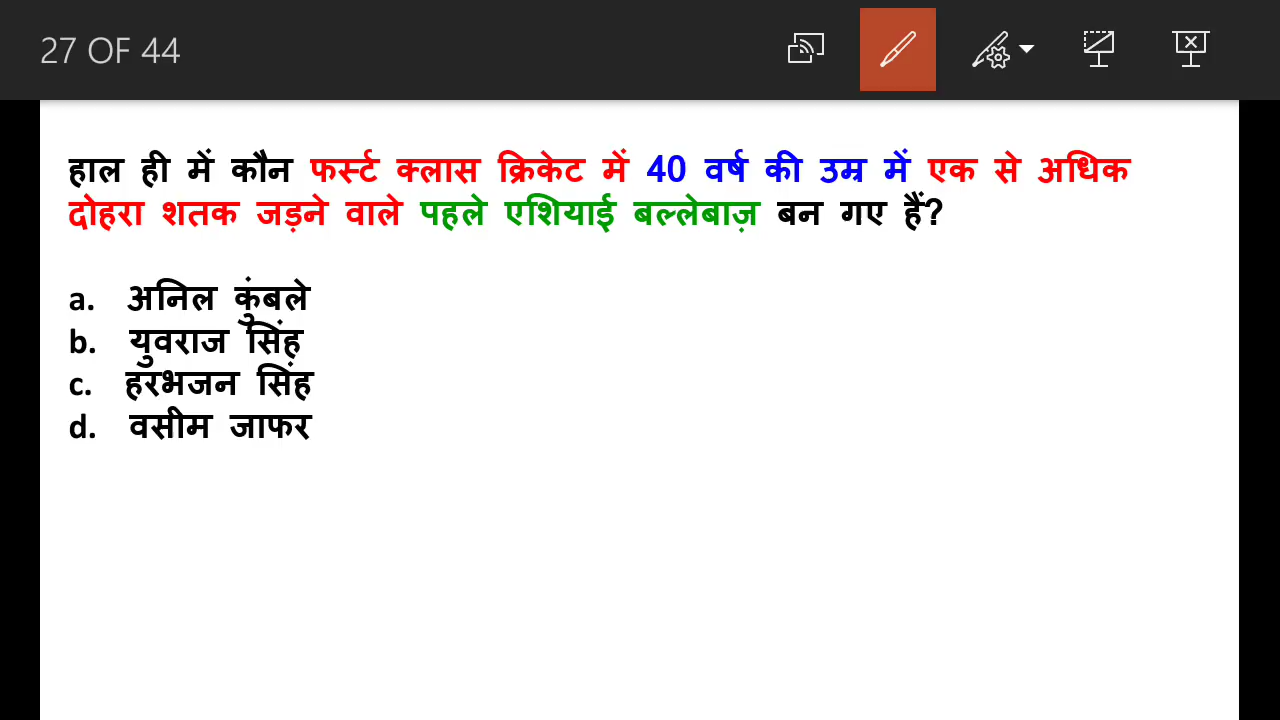 27 OF 44
हाल ही में कौन फर्स्ट क्लास क्रिकेट में 40 वर्ष की उम्र में एक से अधिक
दोहरा शतक जड़ने वाले पहले एशियाई बल्लेबाज़ बन गए हैं?
a. अनिल कुंबले
b. युवराज सिंह
c. हरभजन सिंह
d. वसीम जाफर